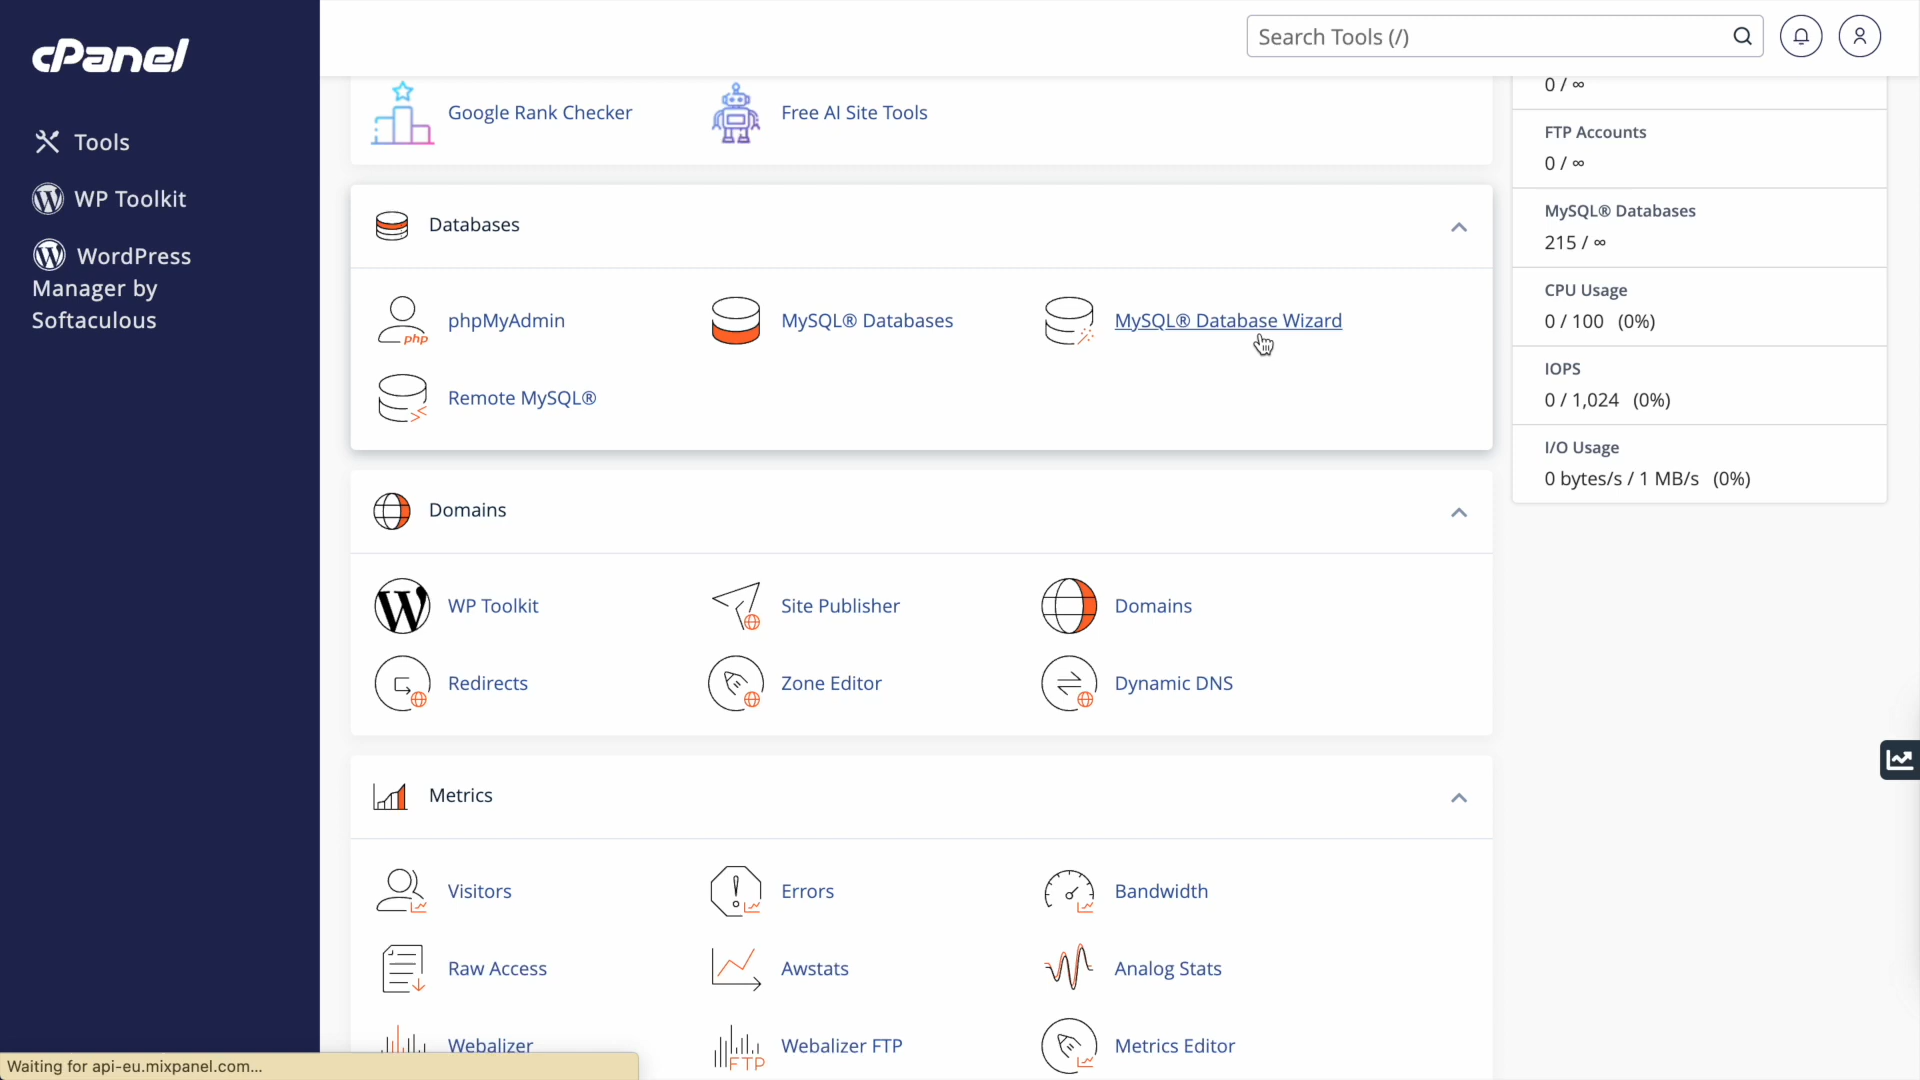 cPanel
Tools
WP Toolkit
WordPress
Manager by
Softaculous
Search Tools (/)
Google Rank Checker
Free AI Site Tools
Databases
phpMyAdmin
php
MySQL® Databases
MySQL® Database Wizard
Remote MySQL®
Domains
WP Toolkit
Site Publisher
Domains
Redirects
Zone Editor
Dynamic DNS
Metrics
Visitors
Errors
Bandwidth
Raw Access
Awstats
Analog Stats
Webalizer
FTP
Webalizer FTP
Metrics Editor
0 / ∞
FTP Accounts
0 / ∞
MySQL® Databases
215 / ∞
CPU Usage
0 / 100 (0%)
IOPS
0 / 1,024 (0%)
I/O Usage
0 bytes/s / 1 MB/s (0%)
Waiting for api-eu.mixpanel.com...